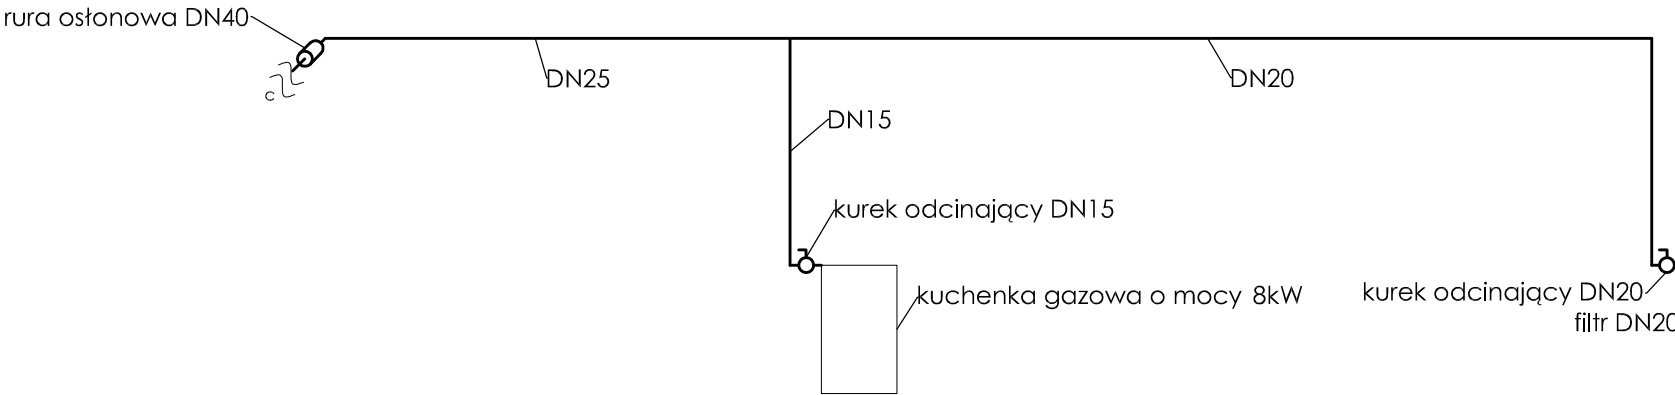 rura osłonowa DN40
c
DN25
DN20
DN15
kurek odcinający DN15
kuchenka gazowa o mocy 8kW
kurek odcinający DN20
filtr DN20